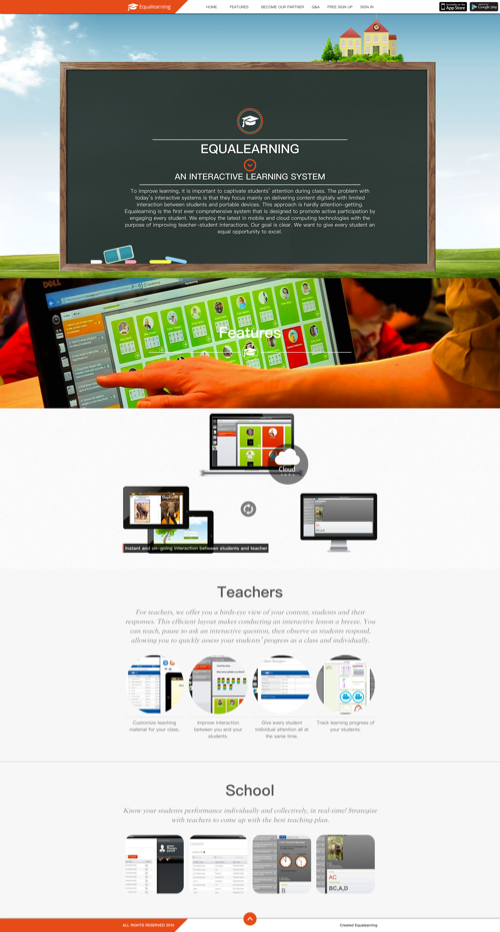 Equalearning
HOME FEATURES BECOME OUR PARTNER Q&A FREE SIGN UP SIGN IN
App Store
Google play
EQUALEARNING
AN INTERACTIVE LEARNING SYSTEM
To improve learning, it is important to captivate students' attention during class. The problem with
today's interactive systems is that they focus mainly on delivering content digitally with limited
interaction between students and portable devices. This approach is hardly attention-getting.
Equalearning is the first ever comprehensive system that is designed to promote active participation by
engaging every student. We employ the latest in mobile and cloud computing technologies with the
purpose of improving teacher-student interactions. Our goal is clear. We want to give every student an
equal opportunity to excel.
DELL
Features
Cloud
Instant and on-going interaction between students and teacher
Teachers
For teachers, we offer you a birds-eye view of your content, students and their
responses. This efficient layout makes conducting an interactive lesson a breeze. You
can teach, pause to ask an interactive question, then observe as students respond,
allowing you to quickly assess your students' progress as a class and individually.
Customize teaching
material for your class.
Improve interaction
between you and your
students.
Give every student
individual attention all at
the same time.
Track learning progress of
your students.
School
Know your students performance individually and collectively, in real-time! Strategize
with teachers to come up with the best teaching plan.
B
AC
BC,A,D
ALL RIGHTS RESERVED 2014
Created Equalearning